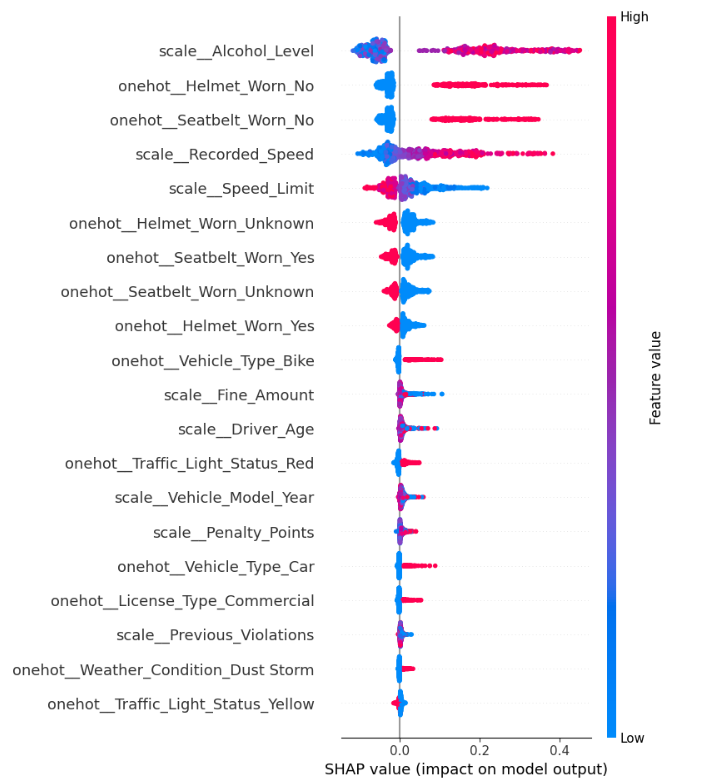 High
scale__Alcohol_Level
onehot__Helmet_Worn_No
onehot__Seatbelt_Worn_No
scale__Recorded_Speed
scale__Speed_Limit
onehot__Helmet_Worn_Unknown
onehot__Seatbelt_Worn_Yes
onehot__Seatbelt_Worn_Unknown
onehot__Helmet_Worn_Yes
onehot__Vehicle_Type_Bike
scale__Fine_Amount
scale__Driver_Age
onehot__Traffic_Light_Status_Red
scale__Vehicle_Model_Year
scale__Penalty_Points
onehot__Vehicle_Type_Car
onehot__License_Type_Commercial
scale__Previous_Violations
onehot__Weather_Condition_Dust Storm
onehot__Traffic_Light_Status_Yellow
Feature value
Low
0.0 0.2 0.4
SHAP value (impact on model output)